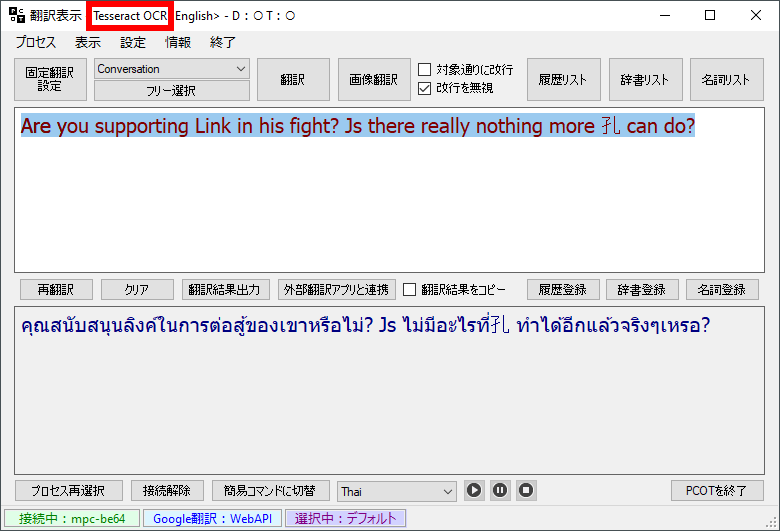 翻訳表示 Tesseract OCR English> - D：〇 T：〇
プロセス 表示 設定 情報 終了
固定翻訳設定 Conversation フリー選択 翻訳 画像翻訳 対象通りに改行 改行を無視 履歴リスト 辞書リスト 名詞リスト
Are you supporting Link in his fight? Js there really nothing more 孔 can do?
再翻訳 クリア 翻訳結果出力 外部翻訳アプリと連携 翻訳結果をコピー 履歴登録 辞書登録 名詞登録
คุณสนับสนุนลิงค์ในการต่อสู้ของเขาหรือไม่? Js ไม่มีอะไรที่孔 ทำได้อีกแล้วจริงๆเหรอ?
プロセス再選択 接続解除 簡易コマンドに切替 Thai PCOTを終了
接続中：mpc-be64 Google翻訳：WebAPI 選択中：デフォルト